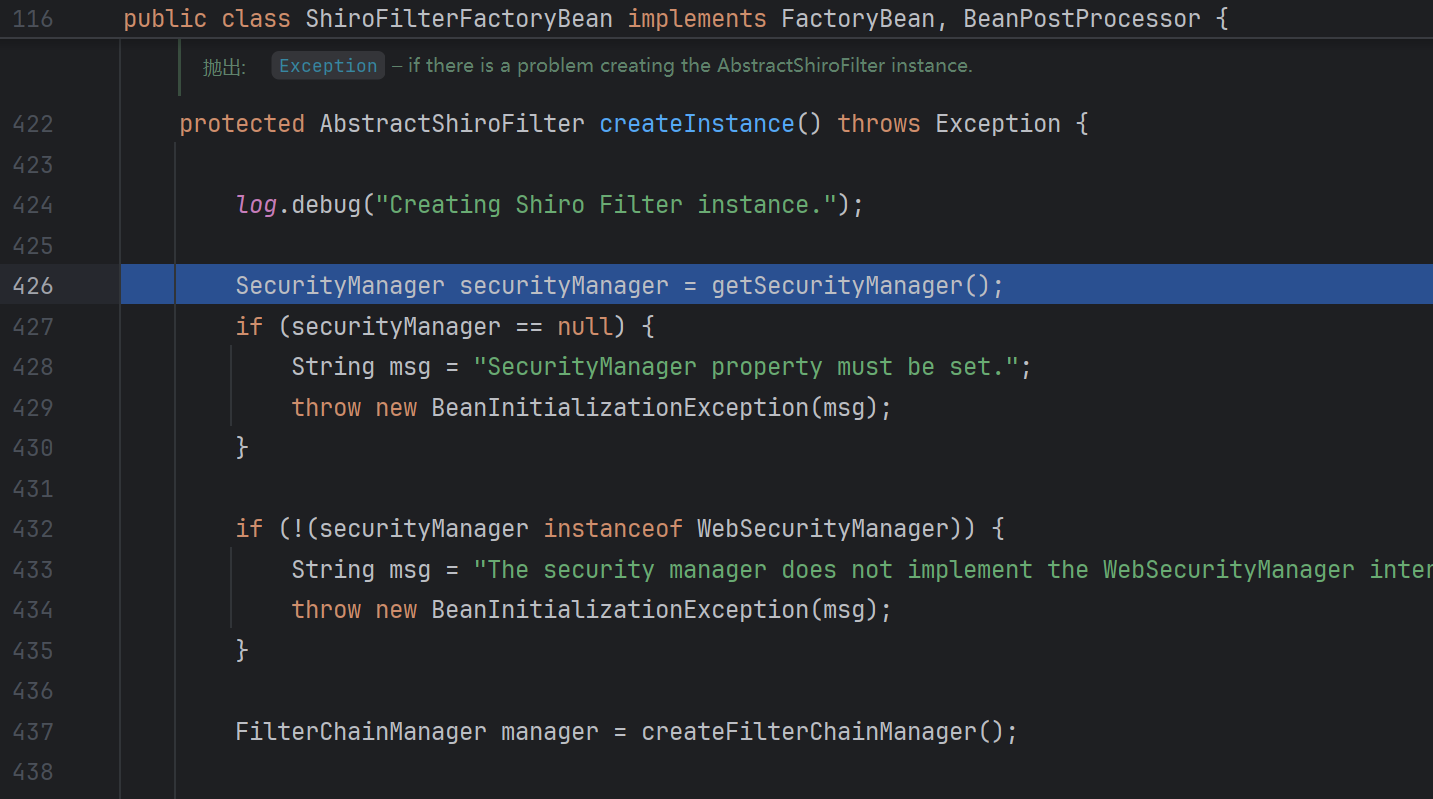 116 public class ShiroFilterFactoryBean implements FactoryBean, BeanPostProcessor {
抛出: Exception – if there is a problem creating the AbstractShiroFilter instance.
422 protected AbstractShiroFilter createInstance() throws Exception {
423
424 log.debug("Creating Shiro Filter instance.");
425
426 SecurityManager securityManager = getSecurityManager();
427 if (securityManager == null) {
428 String msg = "SecurityManager property must be set.";
429 throw new BeanInitializationException(msg);
430 }
431
432 if (!(securityManager instanceof WebSecurityManager)) {
433 String msg = "The security manager does not implement the WebSecurityManager inter
434 throw new BeanInitializationException(msg);
435 }
436
437 FilterChainManager manager = createFilterChainManager();
438